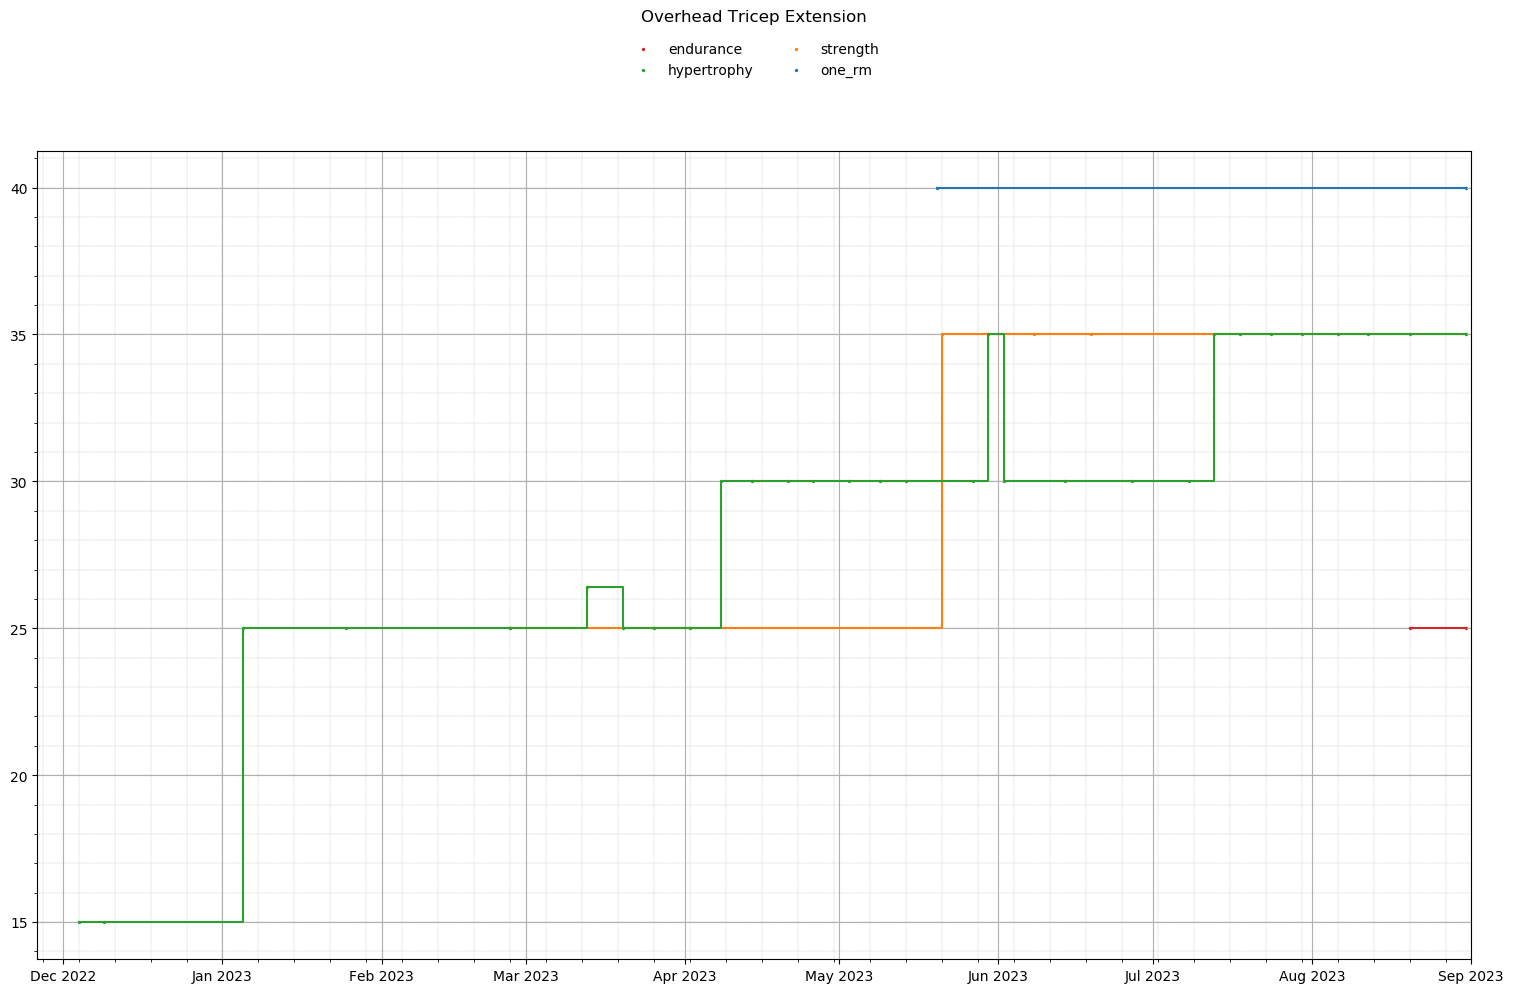 Overhead Tricep Extension
endurance strength
hypertrophy one_rm
40
35
30
25
20
15
Dec 2022 Jan 2023 Feb 2023 Mar 2023 Apr 2023 May 2023 Jun 2023 Jul 2023 Aug 2023 Sep 2023